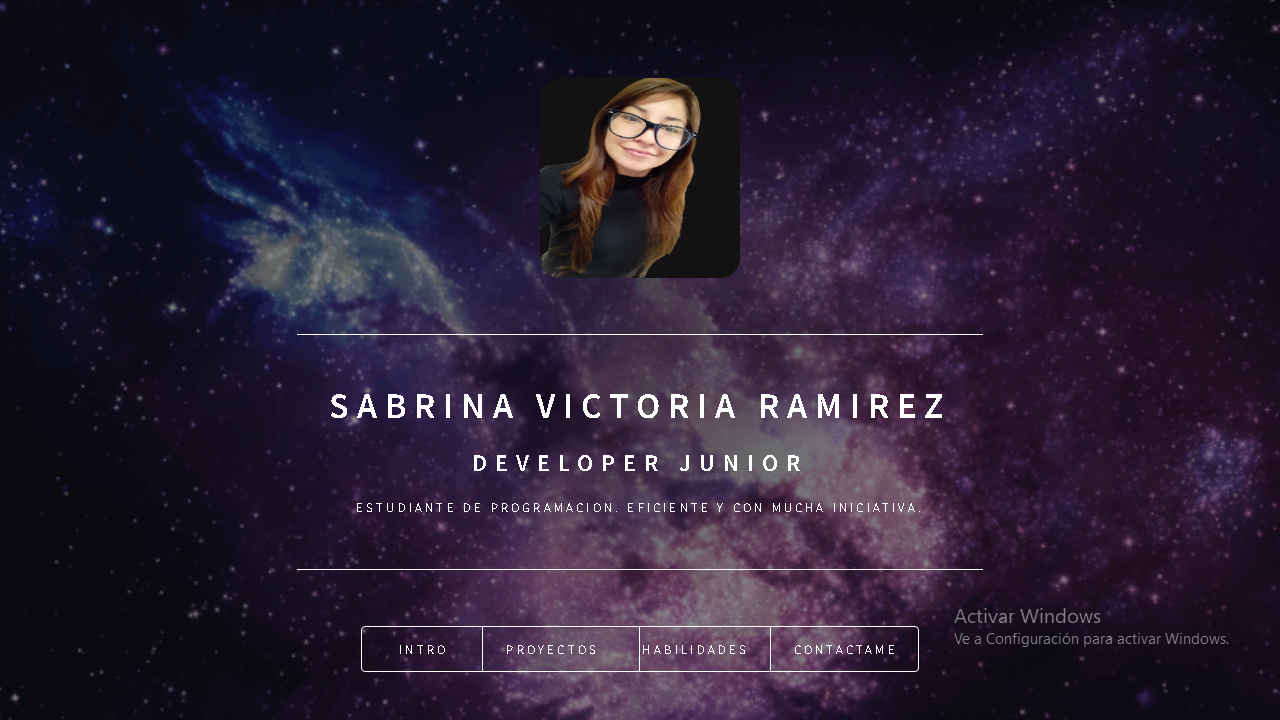 SABRINA VICTORIA RAMIREZ
DEVELOPER JUNIOR
ESTUDIANTE DE PROGRAMACION. EFICIENTE Y CON MUCHA INICIATIVA.
Activar Windows
Ve a Configuración para activar Windows.
INTRO PROYECTOS HABILIDADES CONTACTAME